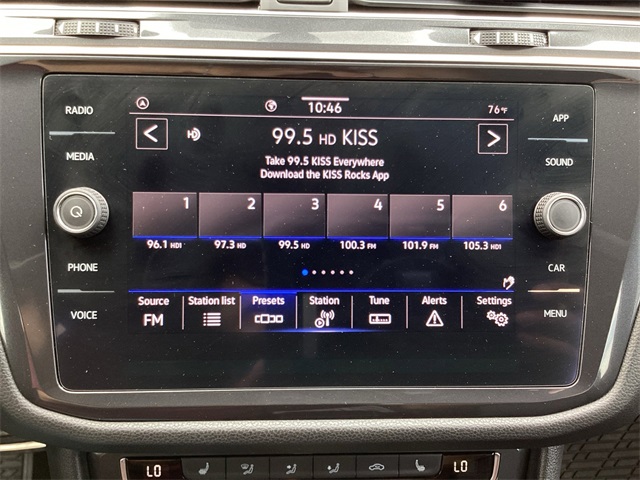 RADIO
MEDIA
PHONE
VOICE
10:46
76°F
99.5 HD KISS
Take 99.5 KISS Everywhere
Download the KISS Rocks App
1 2 3 4 5 6
96.1 HD1 97.3 HD 99.5 HD 100.3 FM 101.9 FM 105.3 HD1
Source Station list Presets Station Tune Alerts Settings
FM
APP
SOUND
CAR
MENU
LO LO